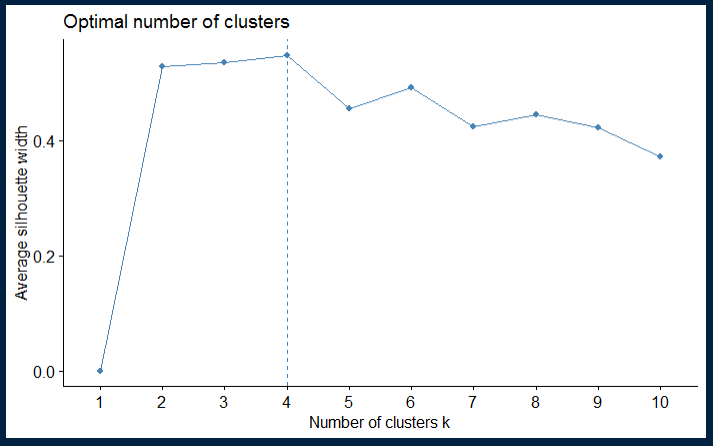 Optimal number of clusters
Average silhouette width
0.4
0.2
0.0
1 2 3 4 5 6 7 8 9 10
Number of clusters k